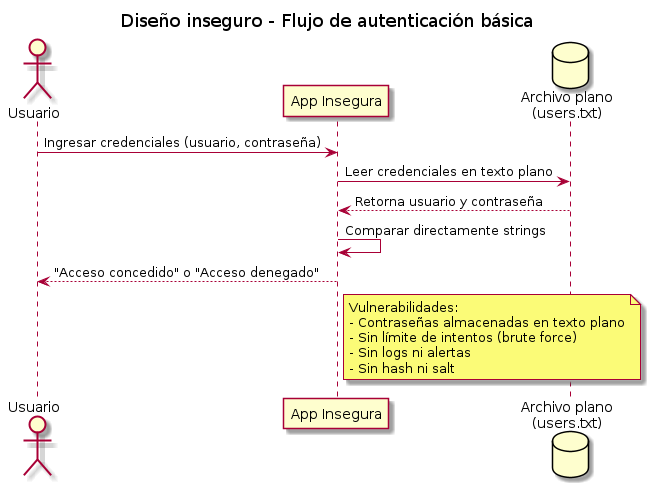 Diseño inseguro - Flujo de autenticación básica
Usuario
App Insegura
Archivo plano
(users.txt)
Ingresar credenciales (usuario, contraseña)
Leer credenciales en texto plano
Retorna usuario y contraseña
Comparar directamente strings
"Acceso concedido" o "Acceso denegado"
Vulnerabilidades:
- Contraseñas almacenadas en texto plano
- Sin límite de intentos (brute force)
- Sin logs ni alertas
- Sin hash ni salt
Usuario
App Insegura
Archivo plano
(users.txt)